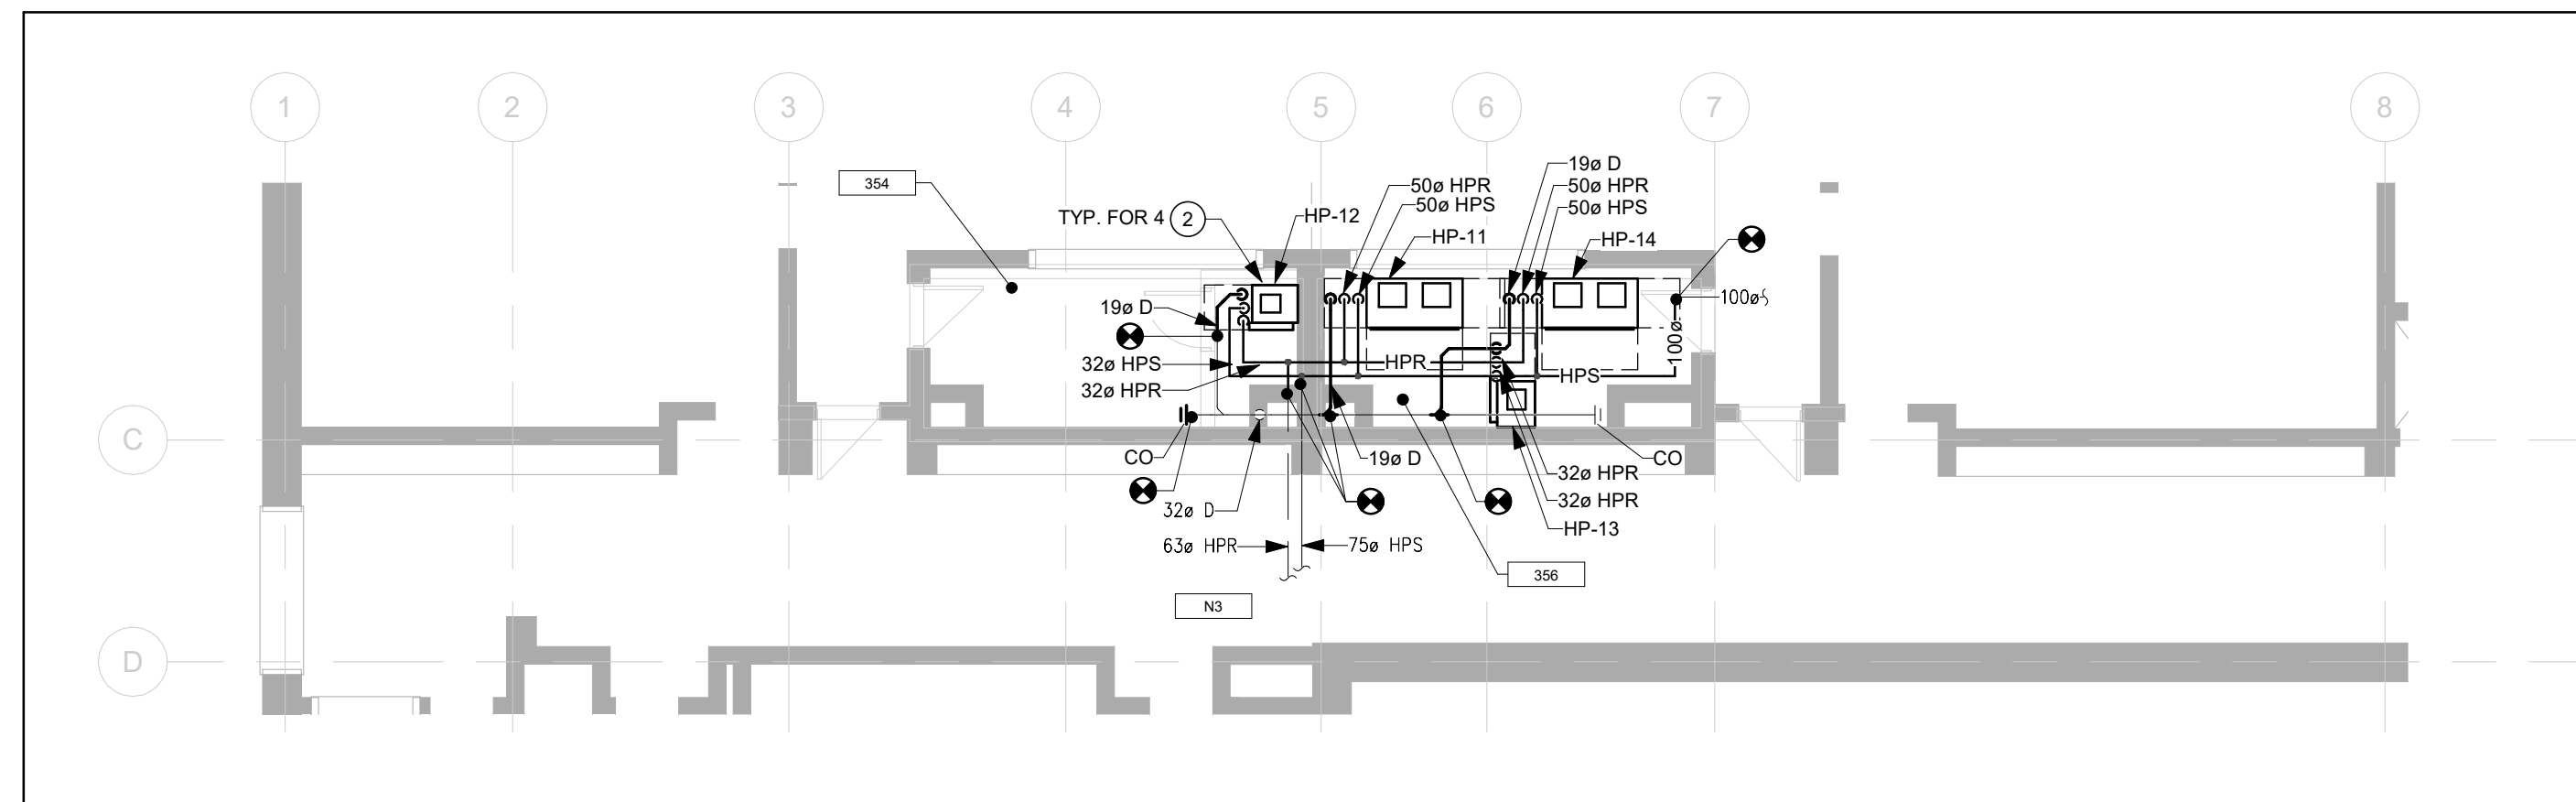 1
2
3
4
5
6
7
8
19ø D
354
50ø HPR
50ø HPR
50ø HPS
50ø HPS
TYP. FOR 4 2
HP-12
HP-11
HP-14
100ø
19ø D
100ø
32ø HPS
HPR
HPS
32ø HPR
C
CO
19ø D
CO
32ø HPR
32ø HPR
32ø D
HP-13
63ø HPR
75ø HPS
356
N3
D